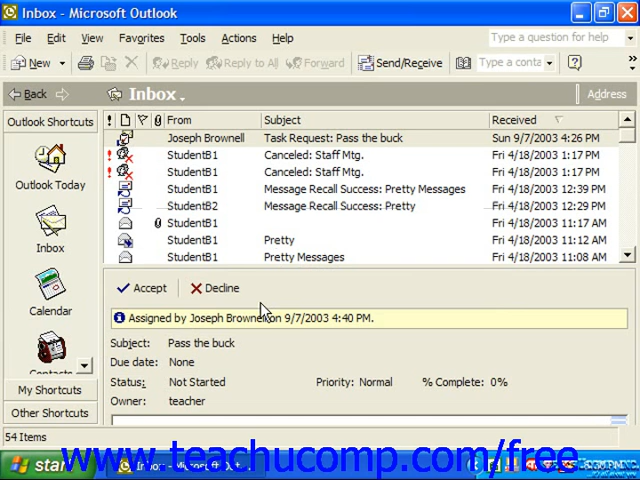 Inbox - Microsoft Outlook
File Edit View Favorites Tools Actions Help Type a question for help
New Reply Reply to All Forward Send/Receive Type a conta
Back Inbox . Address
Outlook Shortcuts
Outlook Today
Inbox
Calendar
Contacts
My Shortcuts
Other Shortcuts
! From Subject Received
Joseph Brownell Task Request: Pass the buck Sun 9/7/2003 4:26 PM
! StudentB1 Canceled: Staff Mtg. Fri 4/18/2003 1:17 PM
! StudentB1 Canceled: Staff Mtg. Fri 4/18/2003 1:17 PM
StudentB1 Message Recall Success: Pretty Messages Fri 4/18/2003 12:39 PM
StudentB2 Message Recall Success: Pretty Fri 4/18/2003 12:29 PM
StudentB1 Fri 4/18/2003 11:17 AM
StudentB1 Pretty Fri 4/18/2003 11:12 AM
StudentB1 Pretty Messages Fri 4/18/2003 11:08 AM
Accept Decline
Assigned by Joseph Brownell on 9/7/2003 4:40 PM.
Subject: Pass the buck
Due date: None
Status: Not Started Priority: Normal % Complete: 0%
Owner: teacher
54 Items
start Inbox - Microsoft Out...
www.teachucomp.com/free